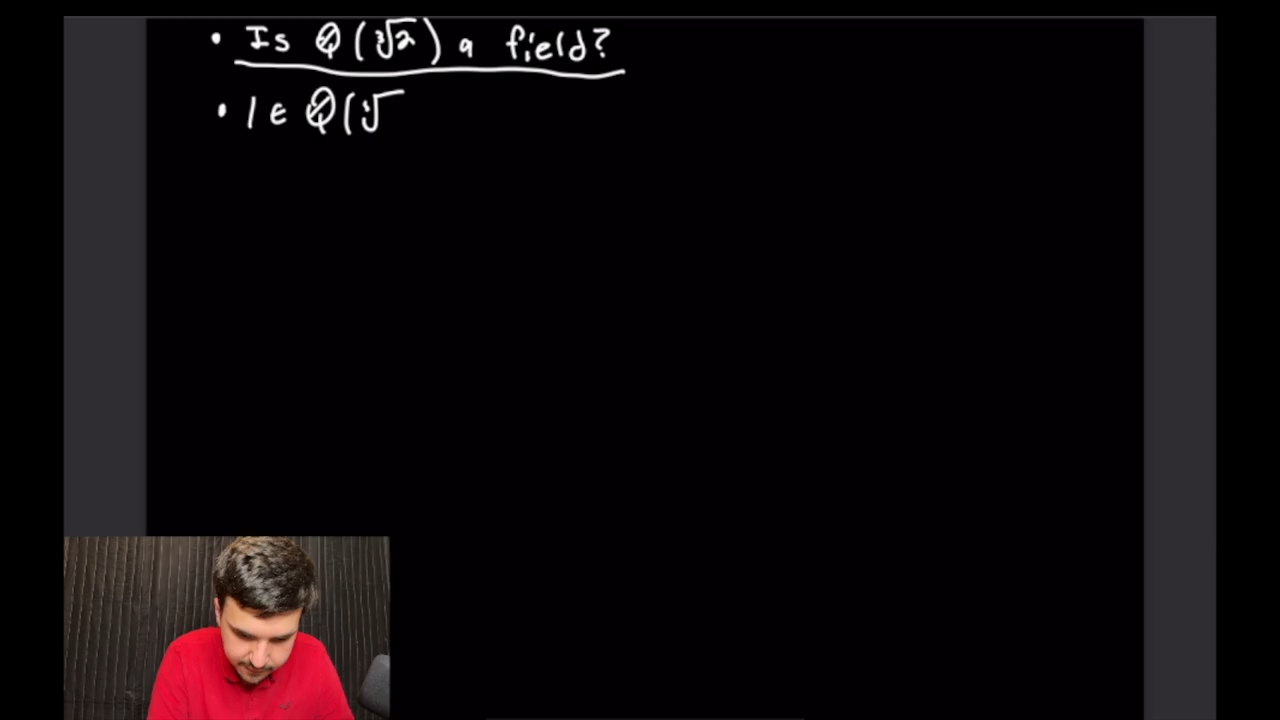 • Is ℚ(∛2) a field?
• 1 ∈ ℚ(∛